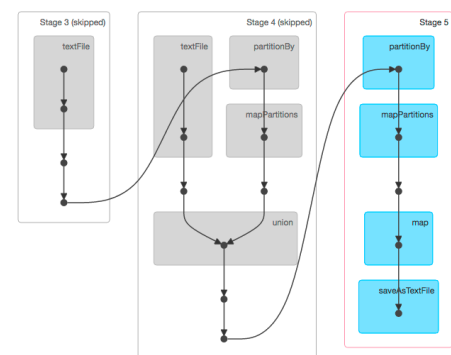 Stage 3 (skipped)
textFile
Stage 4 (skipped)
textFile
partitionBy
mapPartitions
union
Stage 5
partitionBy
mapPartitions
map
saveAsTextFile